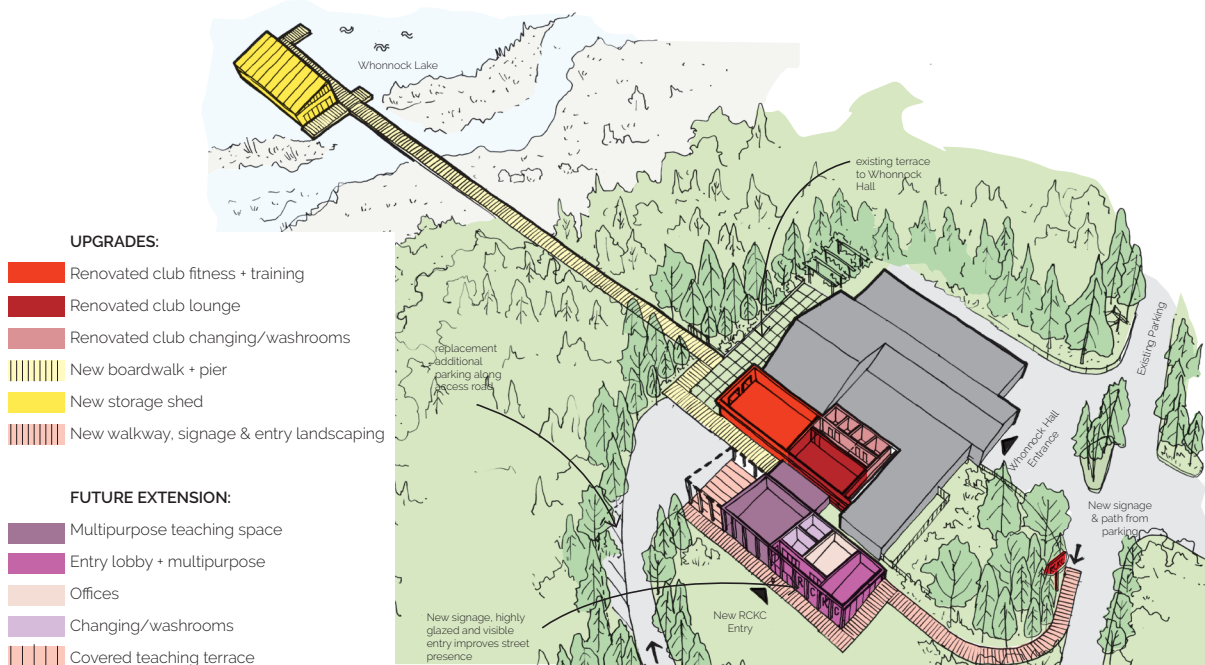 Whonnock Lake
existing terrace
to Whonnock
Hall
UPGRADES:
Renovated club fitness + training
Renovated club lounge
Renovated club changing/washrooms
New boardwalk + pier
New storage shed
New walkway, signage & entry landscaping
FUTURE EXTENSION:
Multipurpose teaching space
Entry lobby + multipurpose
Offices
Changing/washrooms
Covered teaching terrace
replacement
additional
parking along
access road
Existing Parking
Whonnock Hall
Entrance
New signage
& path from
parking
RCKC
New RCKC
Entry
New signage, highly
glazed and visible
entry improves street
presence